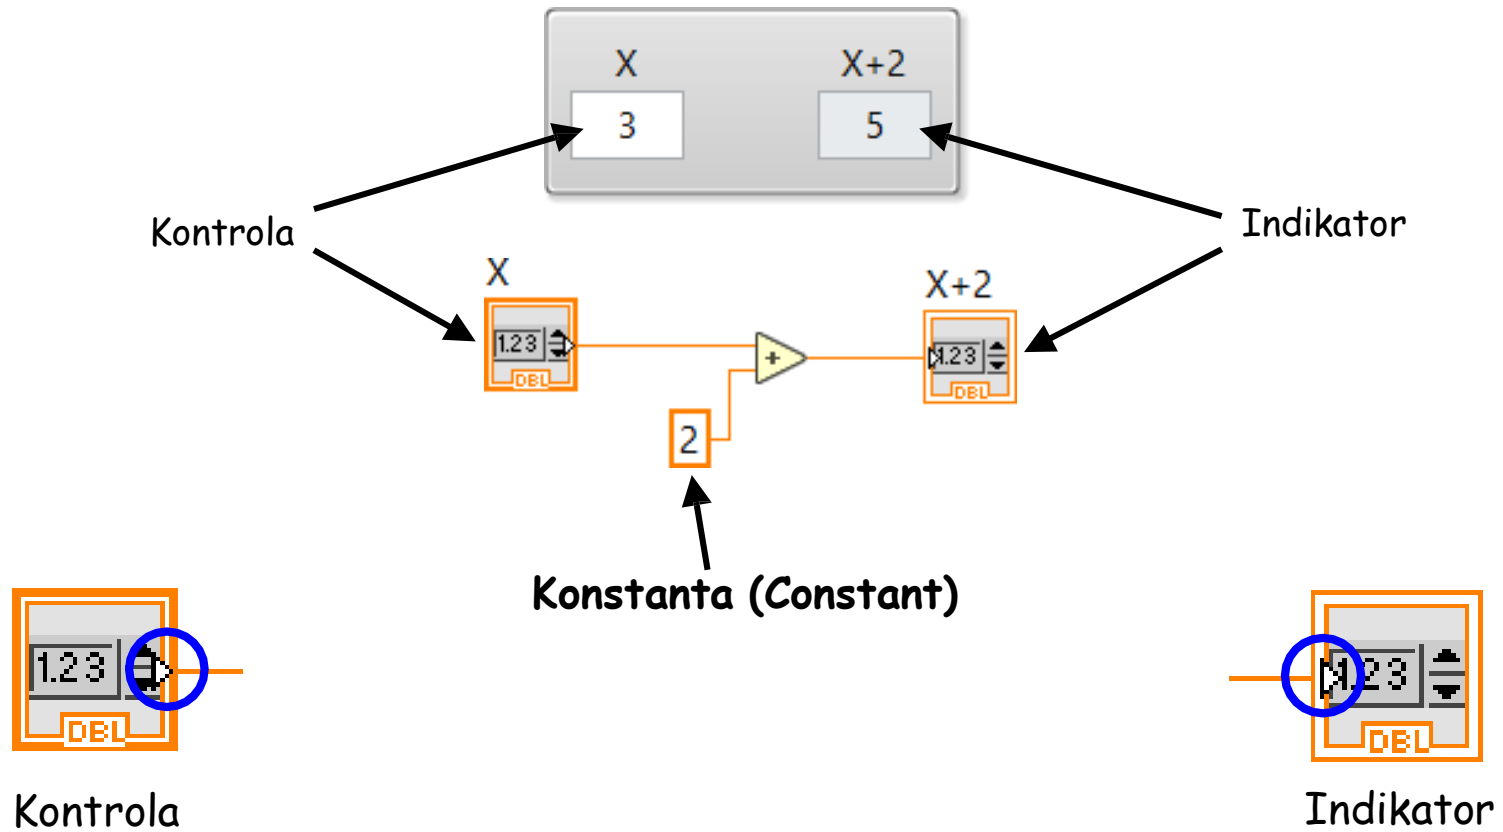 X
X+2
3
5
Kontrola
Indikator
X
X+2
1.23
DBL
+
1.23
DBL
2
Konstanta (Constant)
1.23
DBL
1.23
DBL
Kontrola
Indikator